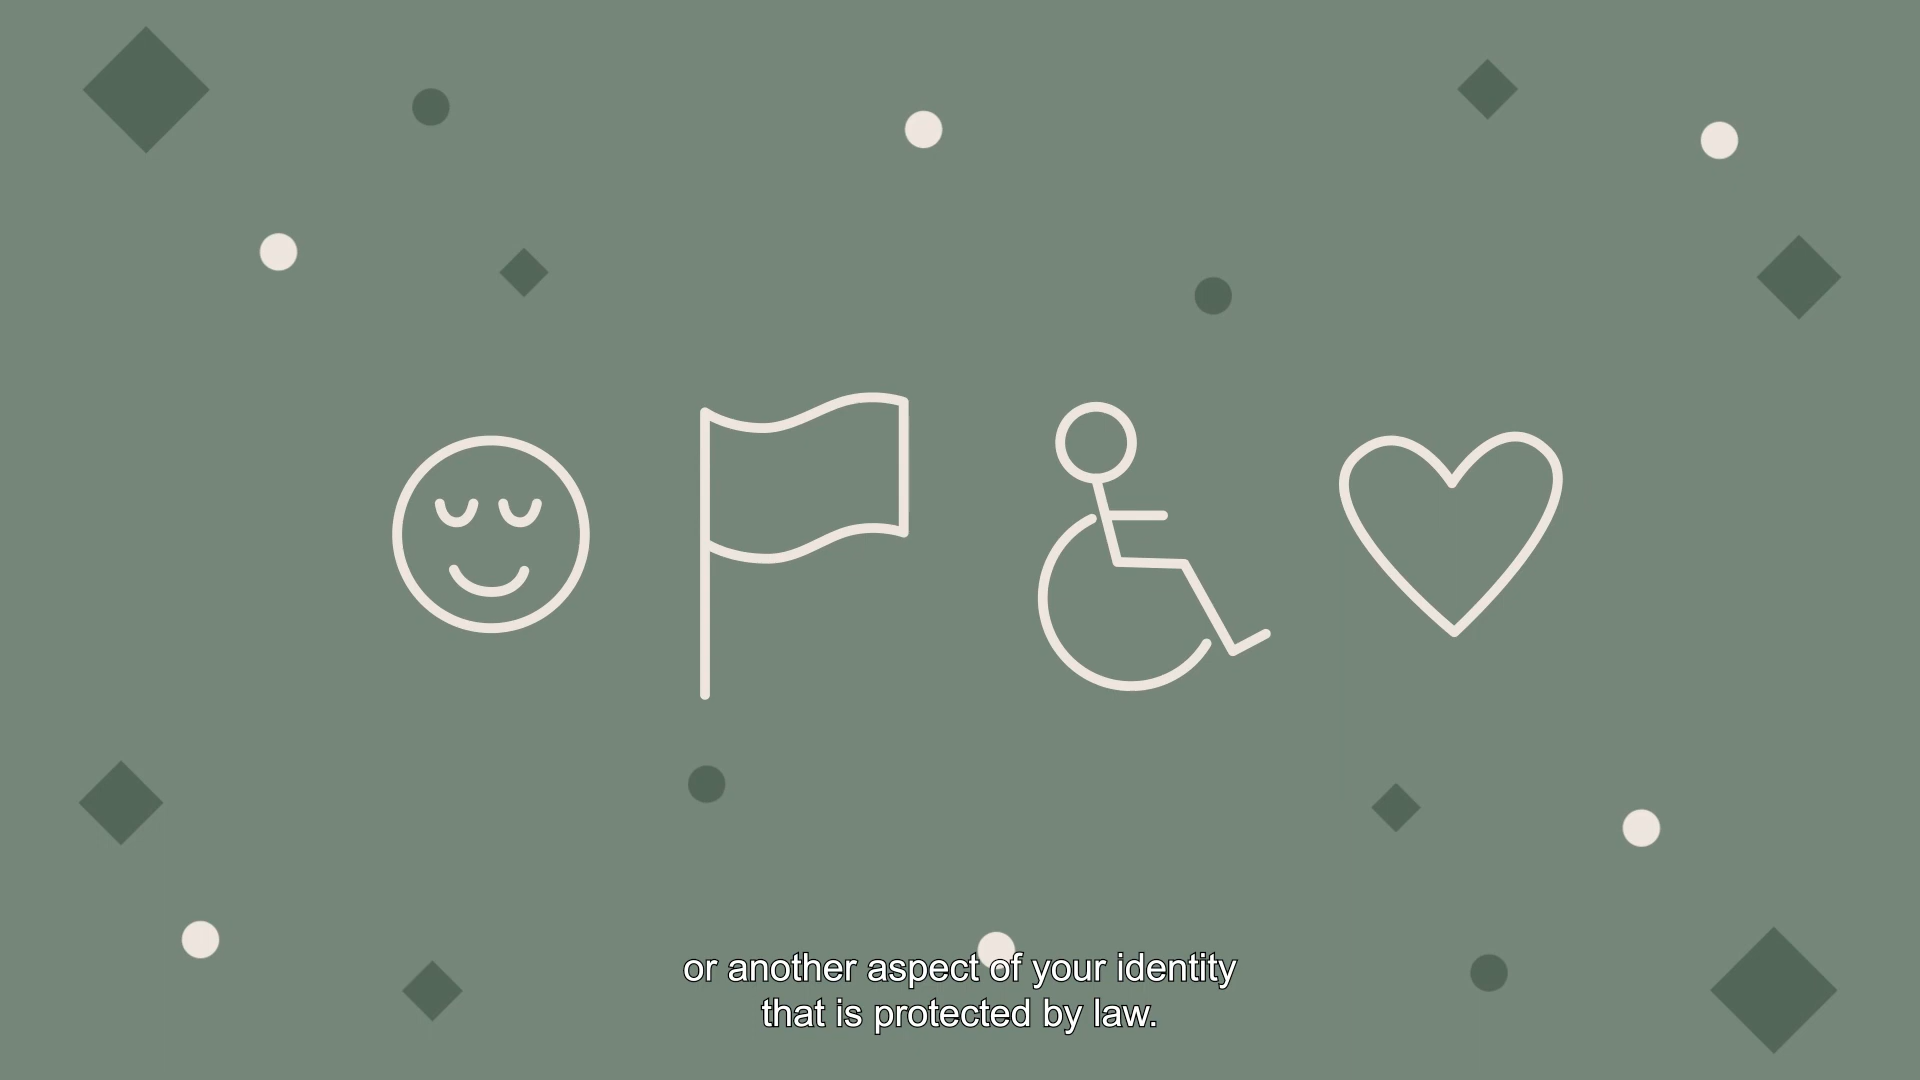 or another aspect of your identity
that is protected by law.